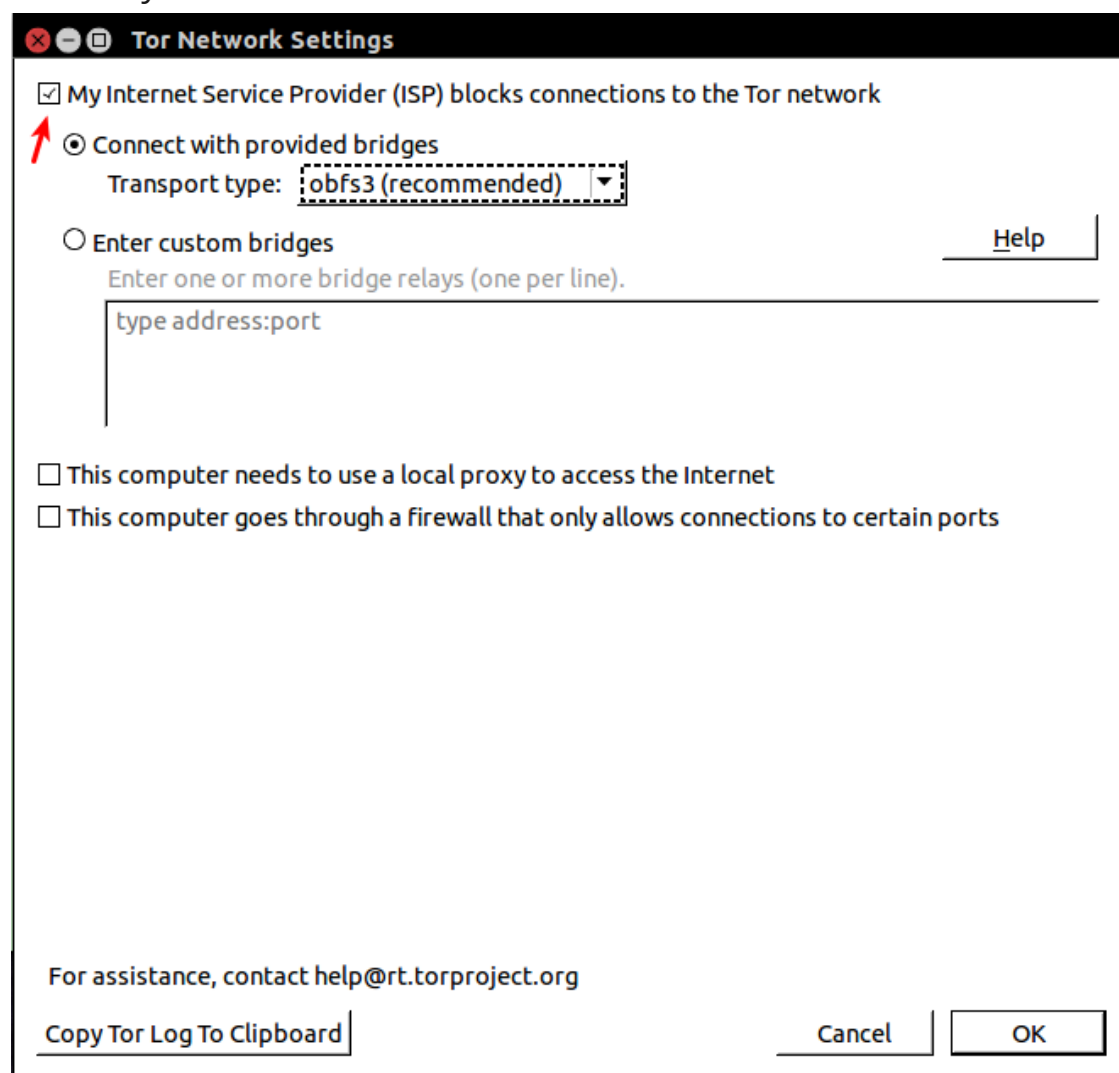 Tor Network Settings
My Internet Service Provider (ISP) blocks connections to the Tor network
Connect with provided bridges
Transport type: obfs3 (recommended)
Enter custom bridges
Help
Enter one or more bridge relays (one per line).
type address:port
This computer needs to use a local proxy to access the Internet
This computer goes through a firewall that only allows connections to certain ports
For assistance, contact help@rt.torproject.org
Copy Tor Log To Clipboard
Cancel
OK